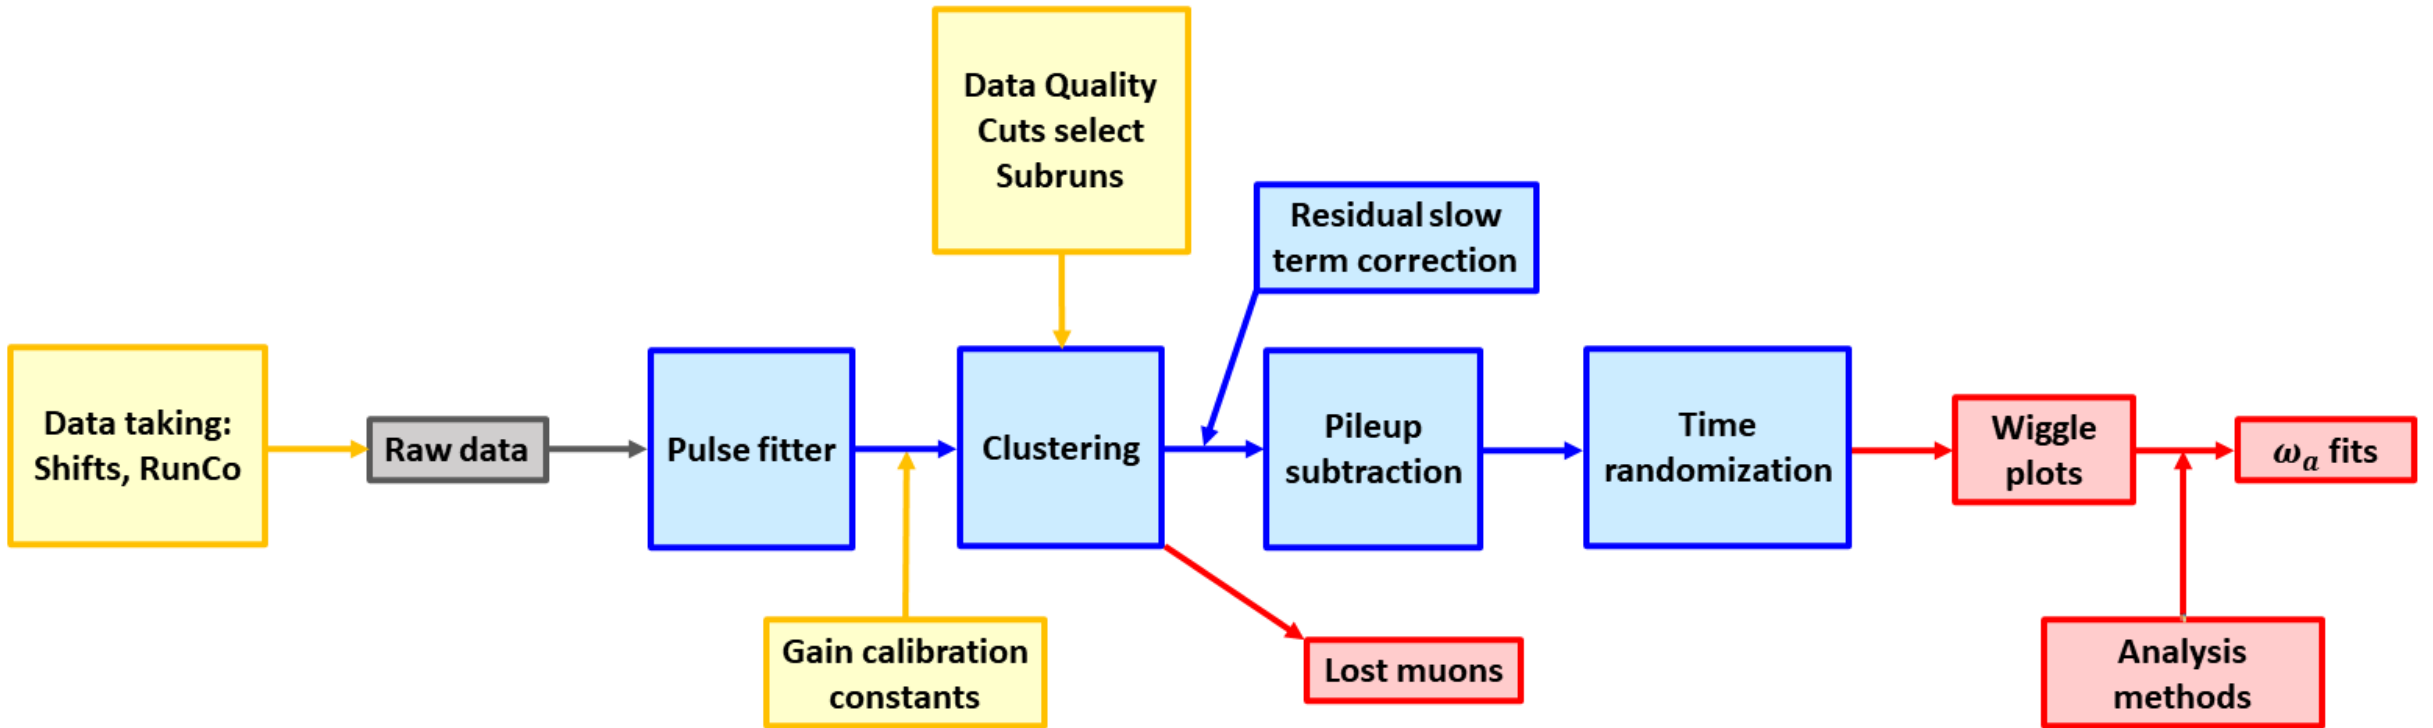 Data Quality
Cuts select
Subruns
Residual slow
term correction
Data taking:
Shifts, RunCo
Raw data
Pulse fitter
Clustering
Pileup
subtraction
Time
randomization
Wiggle
plots
ωₐ fits
Gain calibration
constants
Lost muons
Analysis
methods